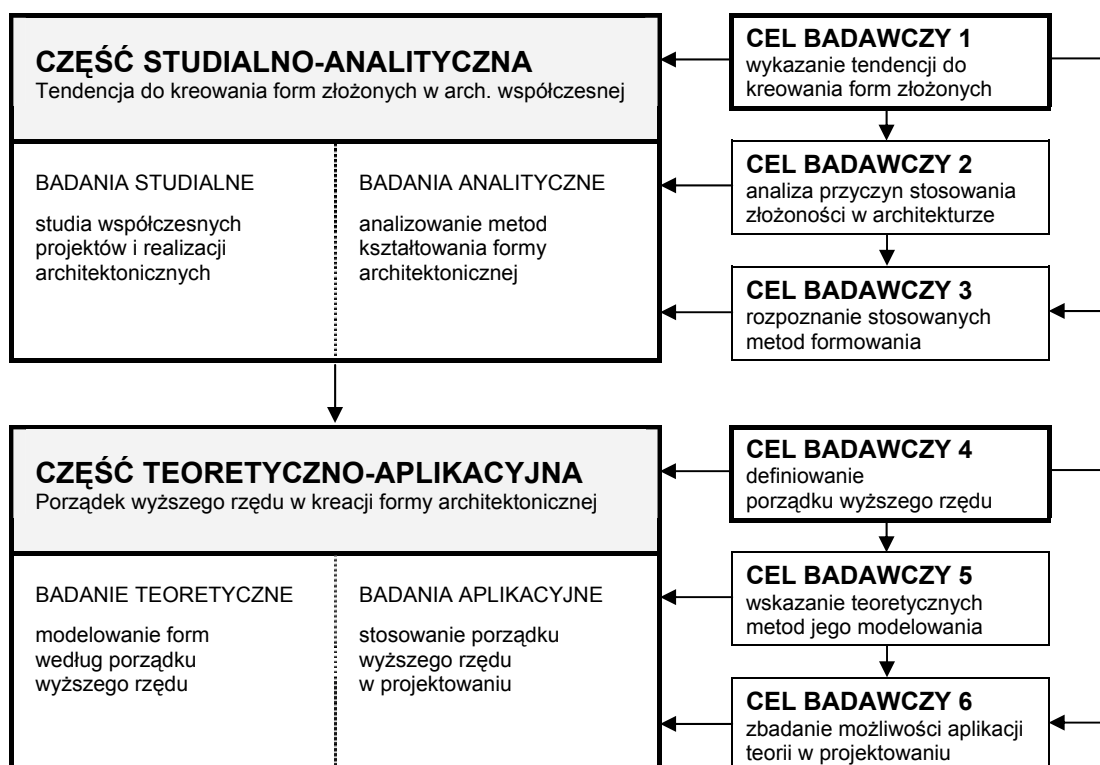 CZĘŚĆ STUDIALNO-ANALITYCZNA
Tendencja do kreowania form złożonych w arch. współczesnej
BADANIA STUDIALNE
studia współczesnych
projektów i realizacji
architektonicznych
BADANIA ANALITYCZNE
analizowanie metod
kształtowania formy
architektonicznej
CEL BADAWCZY 1
wykazanie tendencji do
kreowania form złożonych
CEL BADAWCZY 2
analiza przyczyn stosowania
złożoności w architekturze
CEL BADAWCZY 3
rozpoznanie stosowanych
metod formowania
CZĘŚĆ TEORETYCZNO-APLIKACYJNA
Porządek wyższego rzędu w kreacji formy architektonicznej
BADANIE TEORETYCZNE
modelowanie form
według porządku
wyższego rzędu
BADANIA APLIKACYJNE
stosowanie porządku
wyższego rzędu
w projektowaniu
CEL BADAWCZY 4
definiowanie
porządku wyższego rzędu
CEL BADAWCZY 5
wskazanie teoretycznych
metod jego modelowania
CEL BADAWCZY 6
zbadanie możliwości aplikacji
teorii w projektowaniu